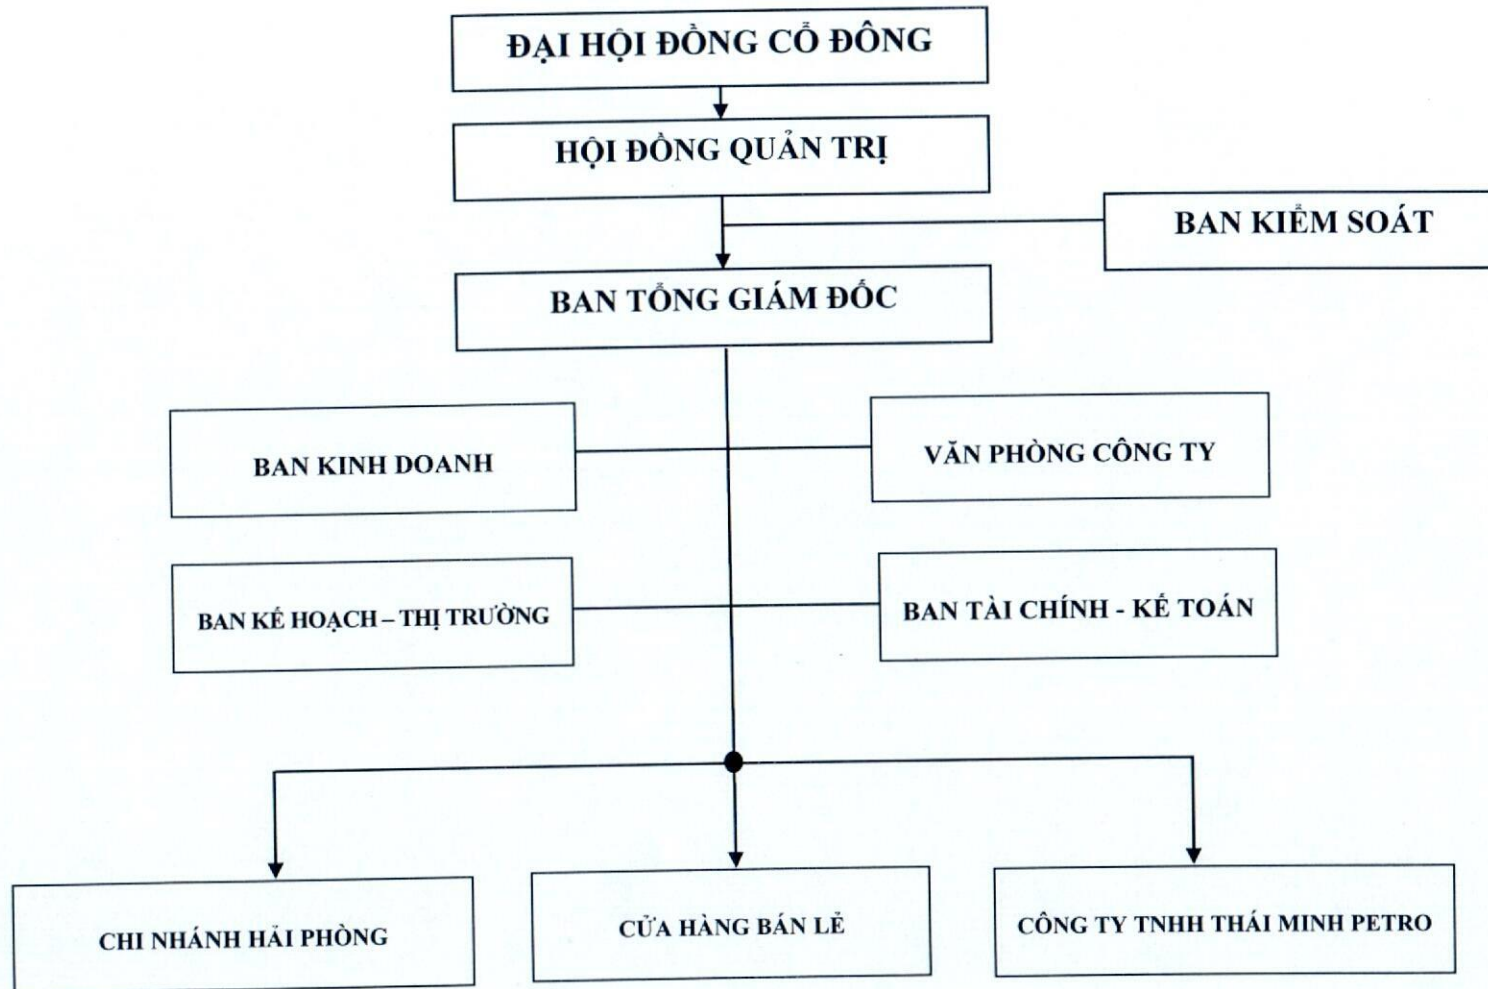 ĐẠI HỘI ĐỒNG CỔ ĐÔNG
HỘI ĐỒNG QUẢN TRỊ
BAN KIỂM SOÁT
BAN TỔNG GIÁM ĐỐC
BAN KINH DOANH
VĂN PHÒNG CÔNG TY
BAN KẾ HOẠCH – THỊ TRƯỜNG
BAN TÀI CHÍNH - KẾ TOÁN
CHI NHÁNH HẢI PHÒNG
CỬA HÀNG BÁN LẺ
CÔNG TY TNHH THÁI MINH PETRO